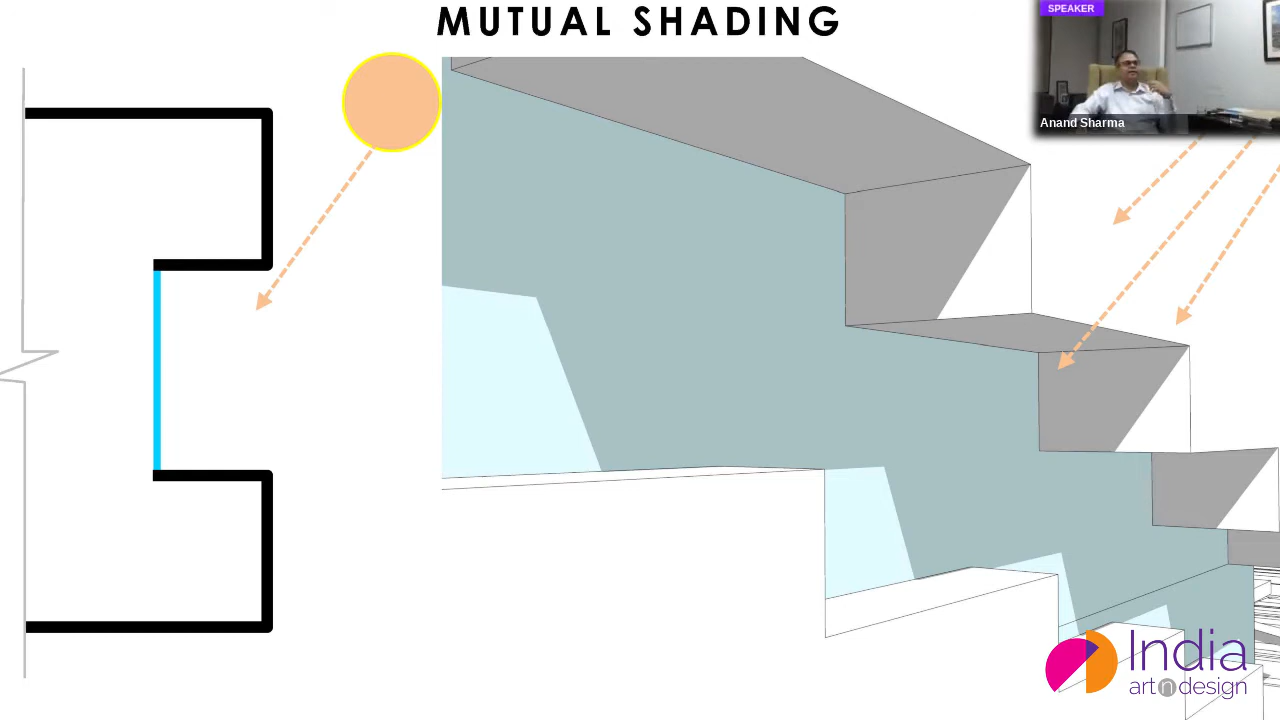 MUTUAL SHADING
SPEAKER
Anand Sharma
India
art n design